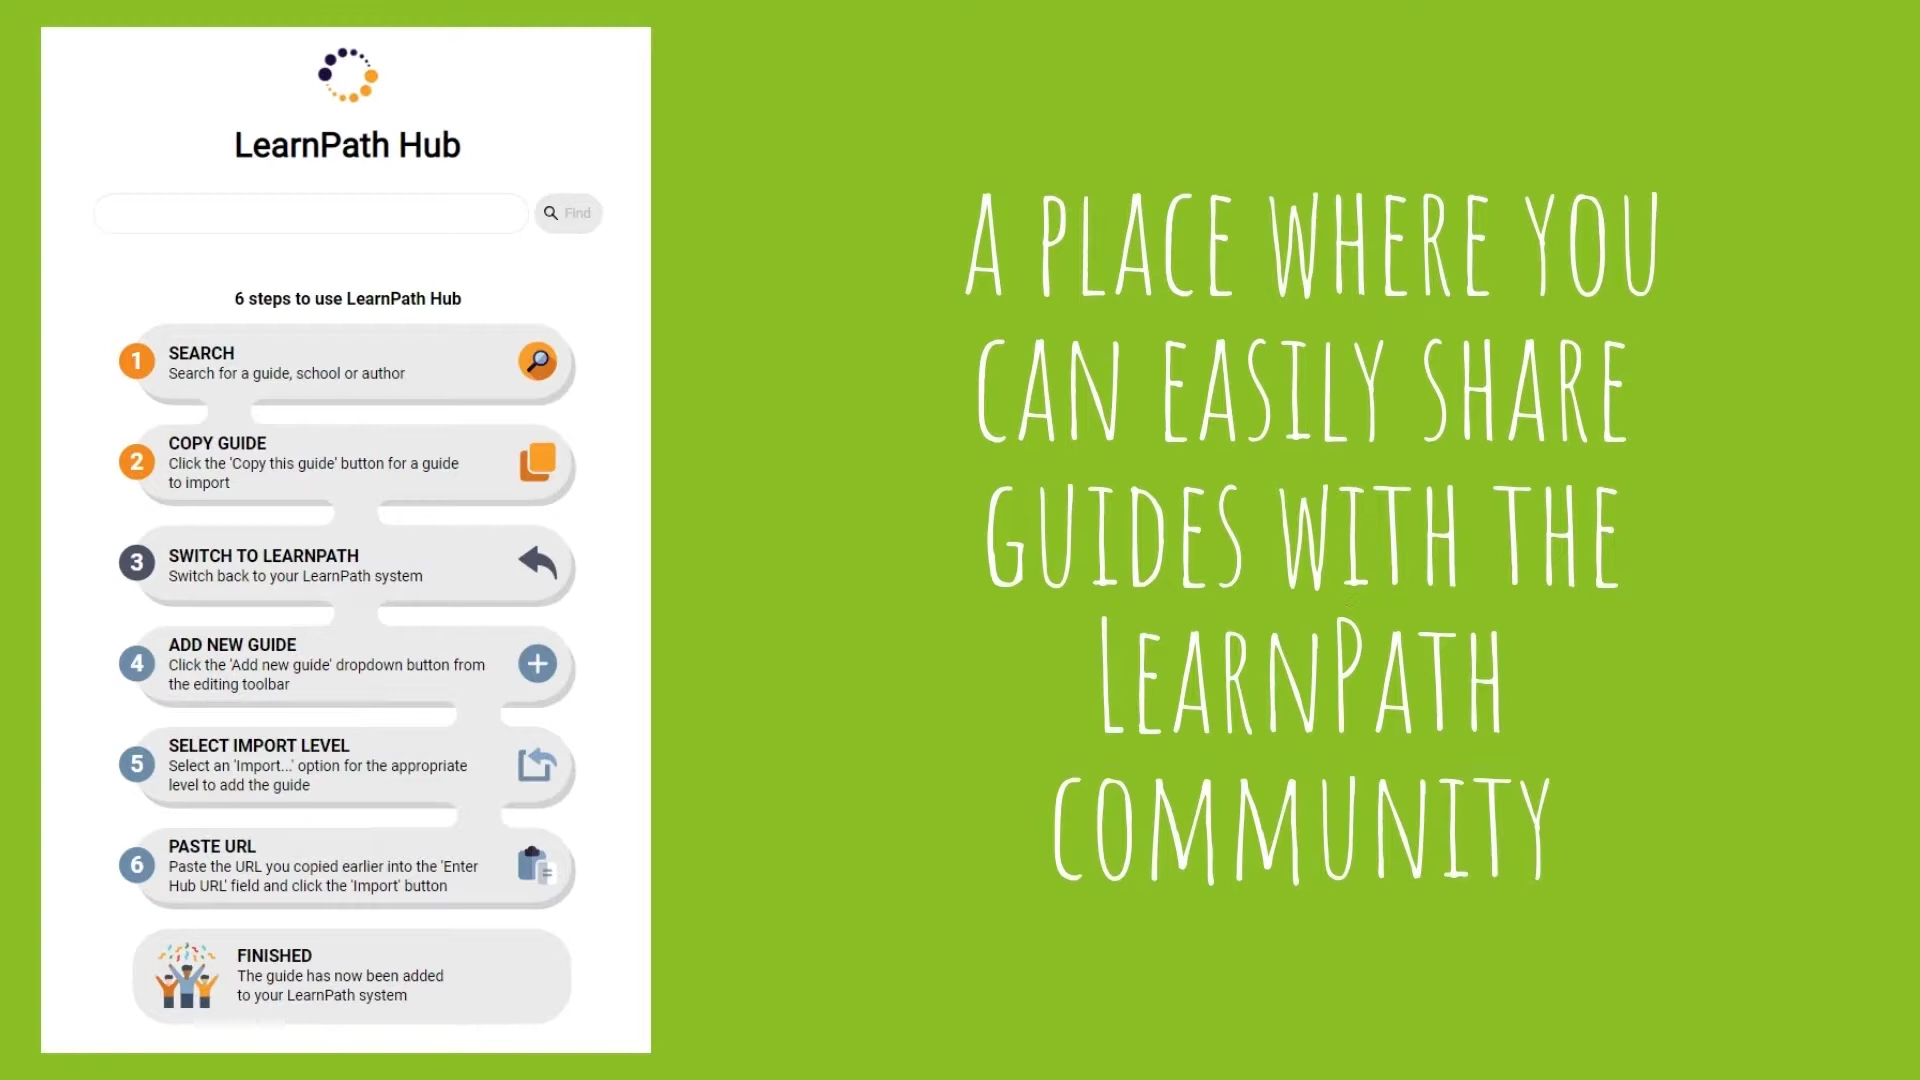 LearnPath Hub
Find
6 steps to use LearnPath Hub
1
SEARCH
Search for a guide, school or author
2
COPY GUIDE
Click the 'Copy this guide' button for a guide
to import
3
SWITCH TO LEARNPATH
Switch back to your LearnPath system
4
ADD NEW GUIDE
Click the 'Add new guide' dropdown button from
the editing toolbar
5
SELECT IMPORT LEVEL
Select an 'Import...' option for the appropriate
level to add the guide
6
PASTE URL
Paste the URL you copied earlier into the 'Enter
Hub URL' field and click the 'Import' button
FINISHED
The guide has now been added
to your LearnPath system
A PLACE WHERE YOU
CAN EASILY SHARE
GUIDES WITH THE
LEARNPATH
COMMUNITY